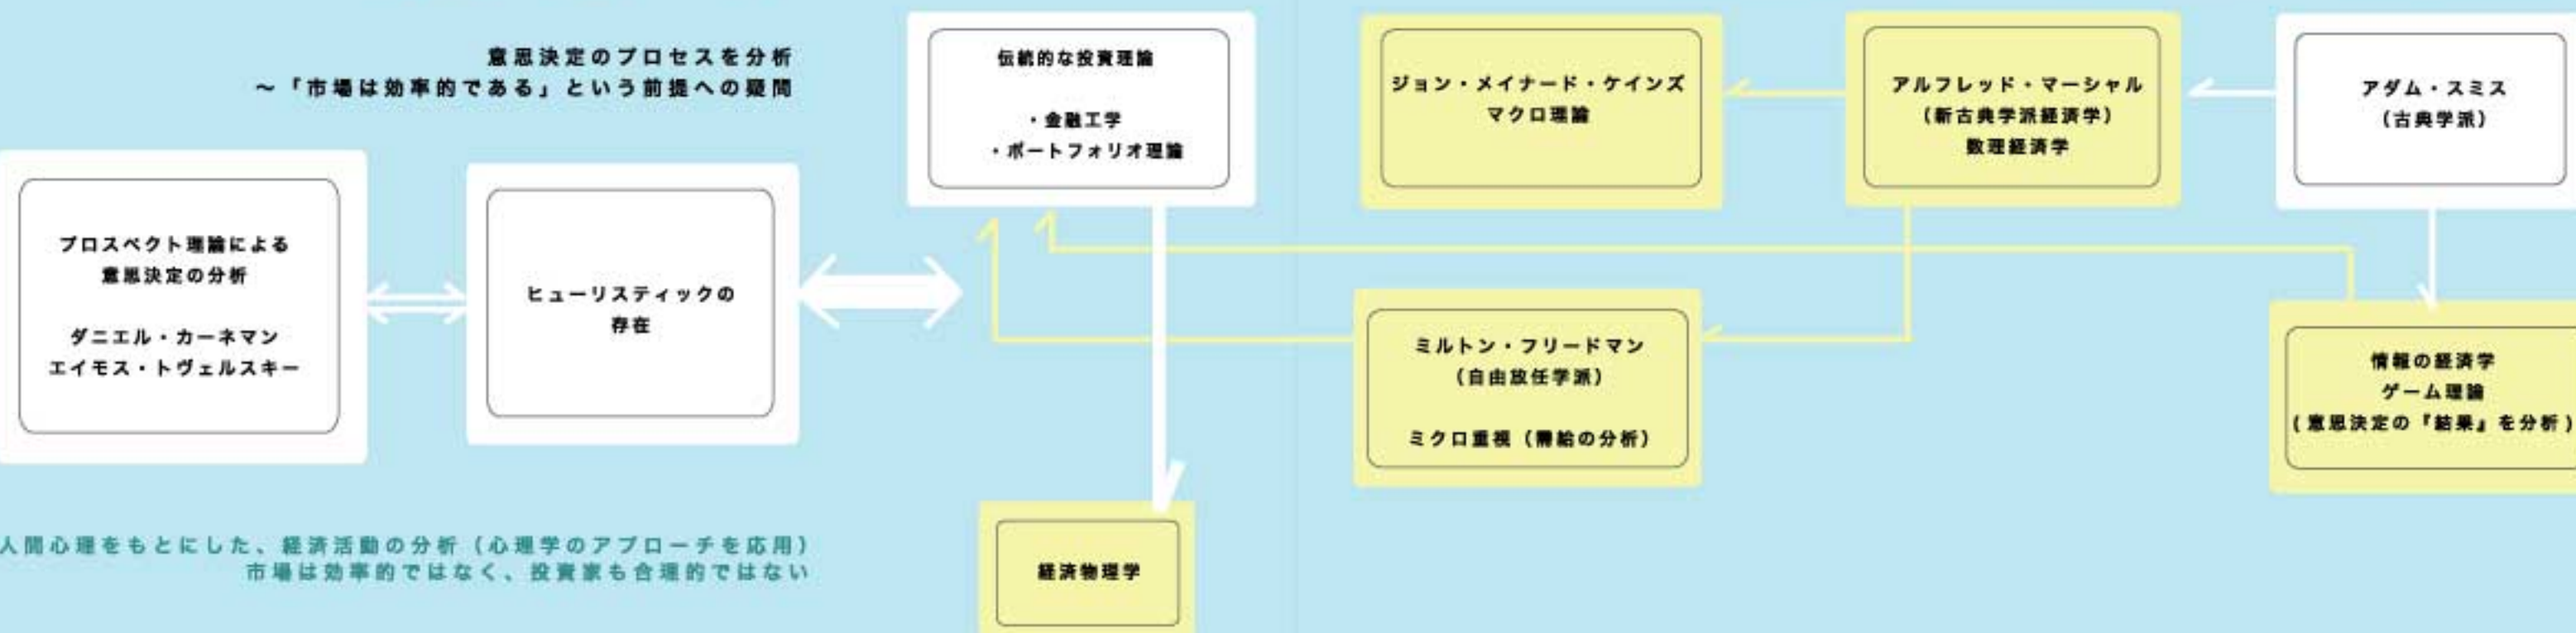 意思決定のプロセスを分析
~「市場は効率的である」という前提への疑問
プロスペクト理論による
意思決定の分析
ダニエル・カーネマン
エイモス・トヴェルスキー
ヒューリスティックの
存在
伝統的な投資理論
・金融工学
・ポートフォリオ理論
ジョン・メイナード・ケインズ
マクロ理論
アルフレッド・マーシャル
(新古典学派経済学)
数理経済学
アダム・スミス
(古典学派)
ミルトン・フリードマン
(自由放任学派)
ミクロ重視(需給の分析)
情報の経済学
ゲーム理論
(意思決定の『結果』を分析)
経済物理学
人間心理をもとにした、経済活動の分析(心理学のアプローチを応用)
市場は効率的ではなく、投資家も合理的ではない